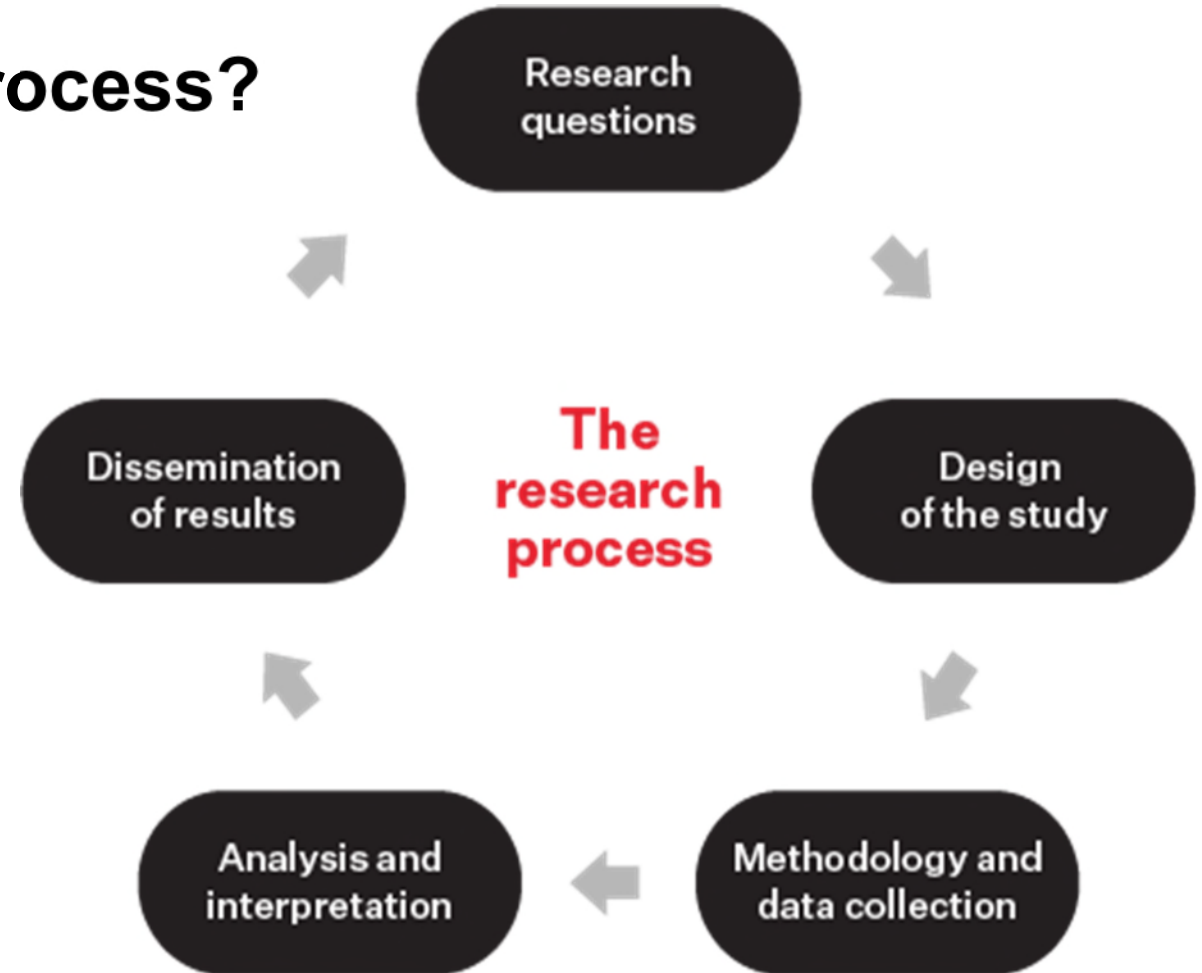 rocess?
Research
questions
Design
of the study
Methodology and
data collection
Analysis and
interpretation
Dissemination
of results
The
research
process